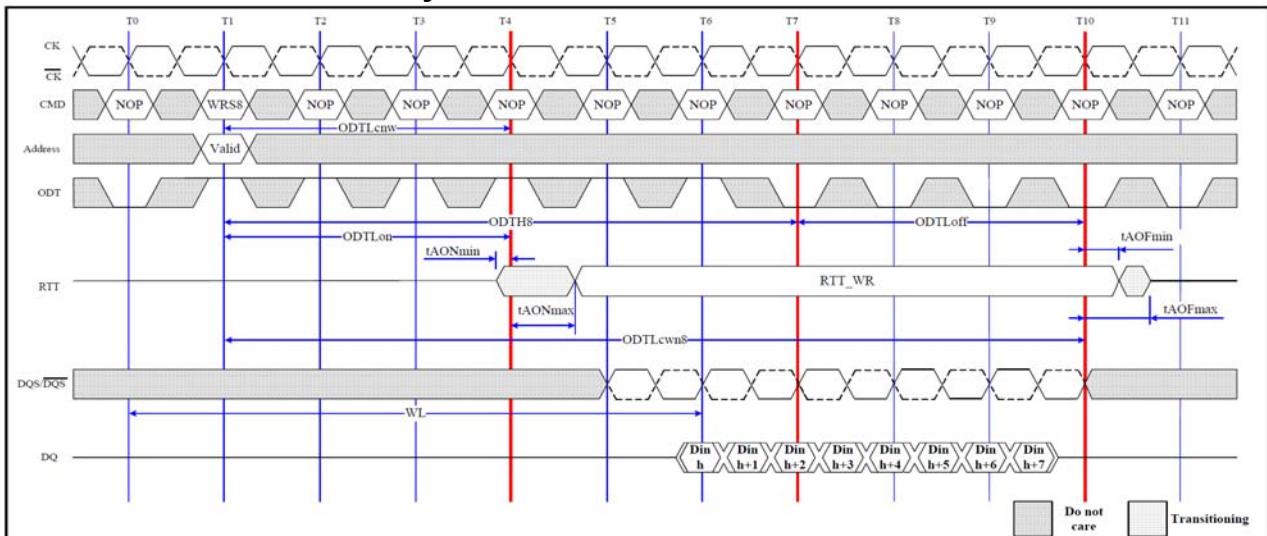 T0 T1 T2 T3 T4 T5 T6 T7 T8 T9 T10 T11
CK
CK
CMD NOP WRS8 NOP NOP NOP NOP NOP NOP NOP NOP NOP NOP
ODTLcnw
Address Valid
ODT
ODTH8 ODTLoff
ODTLon
tAONmin tAOFmin
RTT RTT_WR
tAONmax tAOFmax
ODTLcwn8
DQS/DQS
WL
DQ Din h Din h+1 Din h+2 Din h+3 Din h+4 Din h+5 Din h+6 Din h+7
Do not care Transitioning